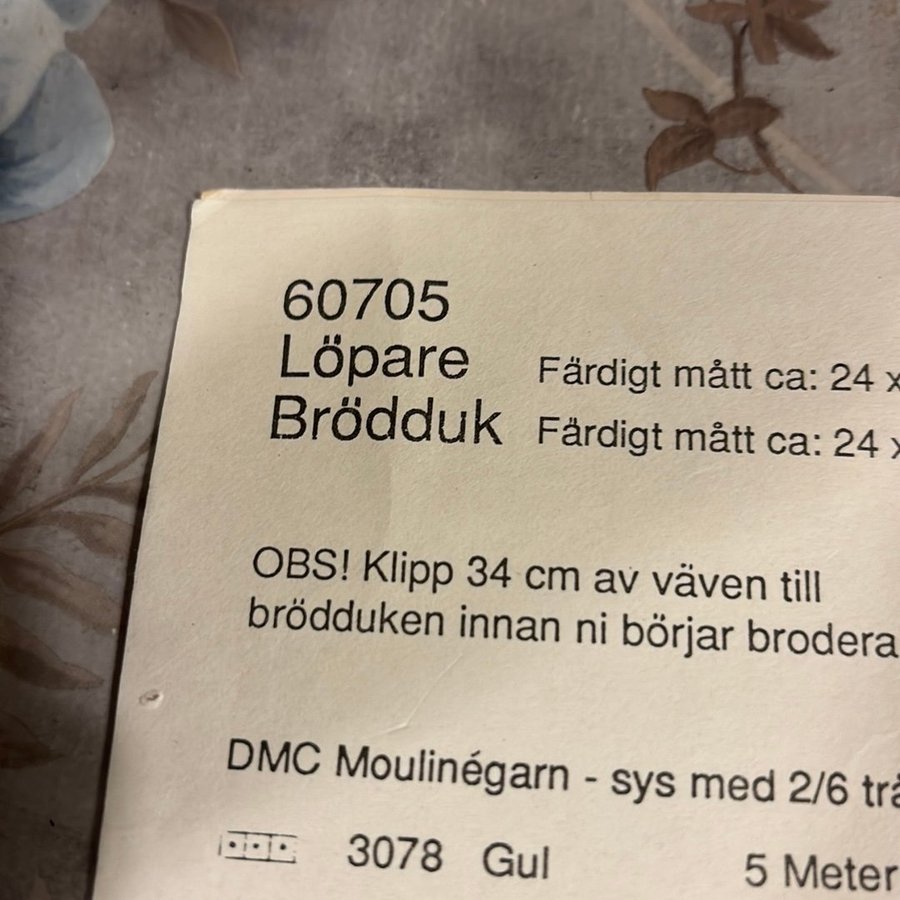 60705
Löpare Färdigt mått ca: 24 x
Brödduk Färdigt mått ca: 24 x
OBS! Klipp 34 cm av väven till
brödduken innan ni börjar brodera
DMC Moulinégarn - sys med 2/6
3078 Gul 5 Meter